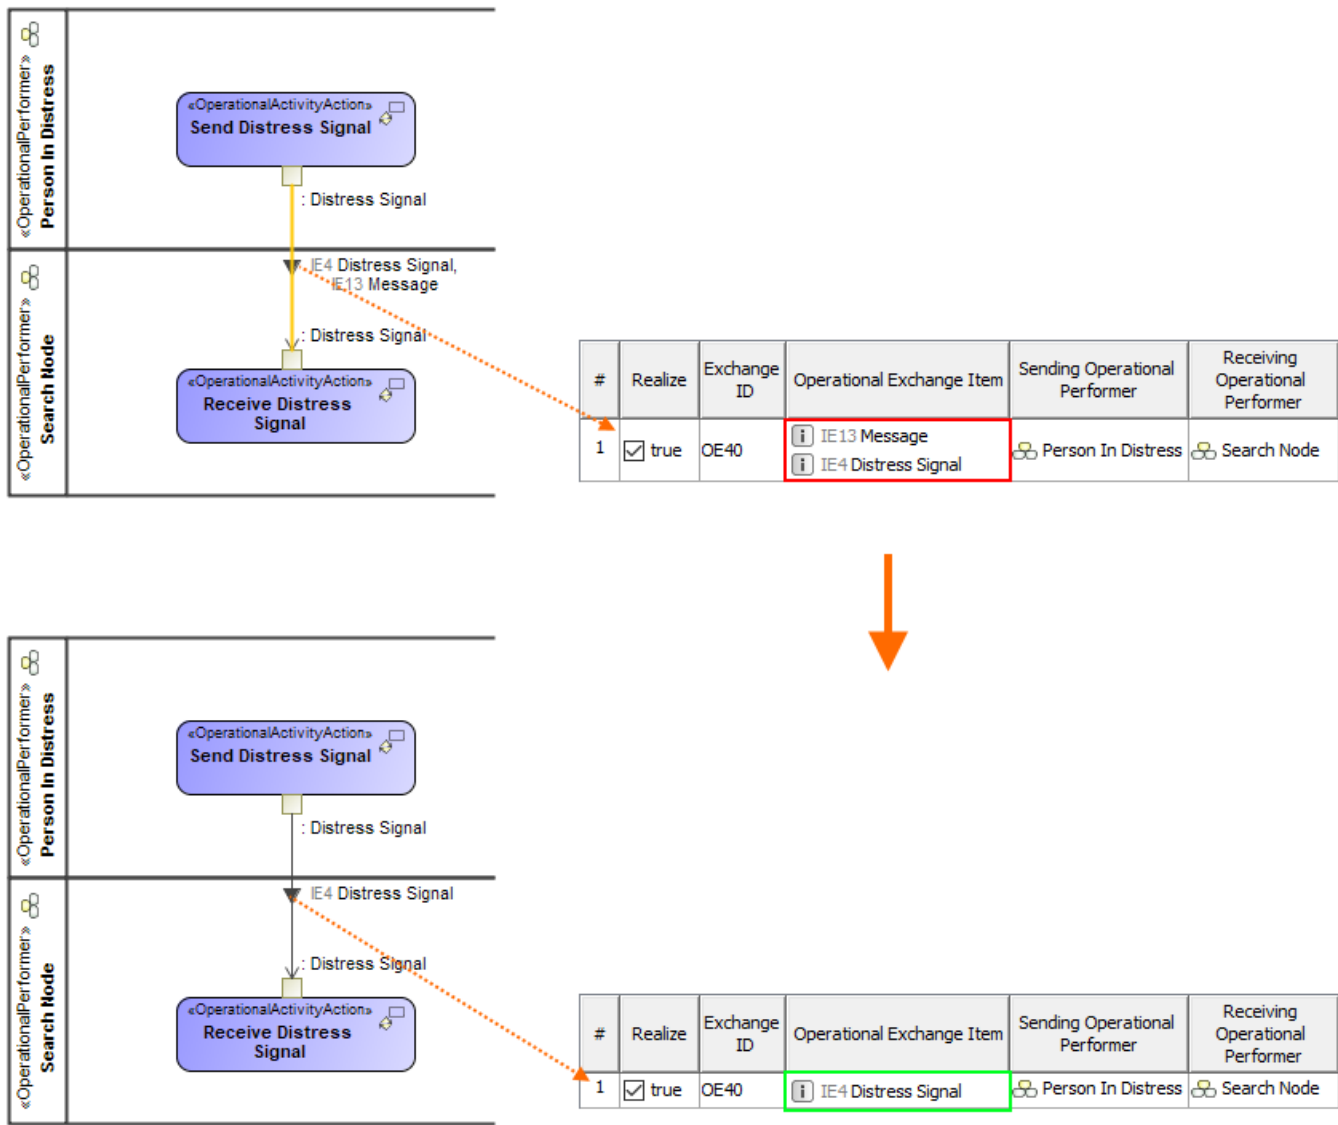 «OperationalPerformer»
Person In Distress
«OperationalActivityAction»
Send Distress Signal
: Distress Signal
«OperationalPerformer»
Search Node
IE4 Distress Signal,
IE13 Message
: Distress Signal
«OperationalActivityAction»
Receive Distress
Signal
# Realize Exchange ID Operational Exchange Item Sending Operational Performer Receiving Operational Performer
1 true OE40 IE13 Message Person In Distress Search Node
IE4 Distress Signal
«OperationalPerformer»
Person In Distress
«OperationalActivityAction»
Send Distress Signal
: Distress Signal
«OperationalPerformer»
Search Node
IE4 Distress Signal
: Distress Signal
«OperationalActivityAction»
Receive Distress
Signal
# Realize Exchange ID Operational Exchange Item Sending Operational Performer Receiving Operational Performer
1 true OE40 IE4 Distress Signal Person In Distress Search Node